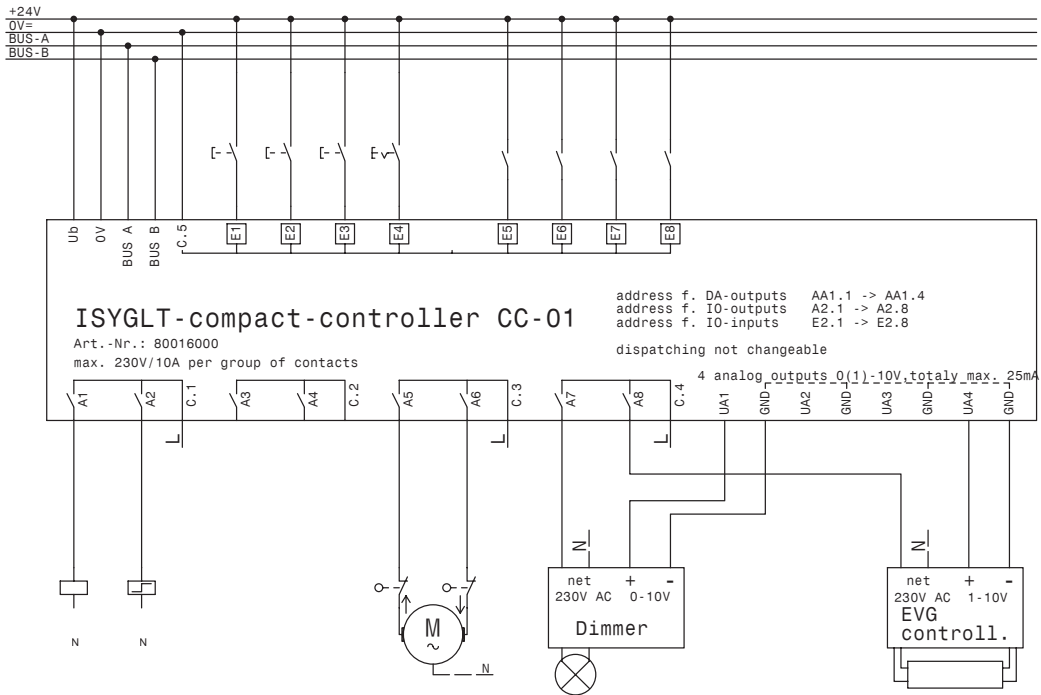 +24V
0V=
BUS-A
BUS-B
Ub
0V
BUS A
BUS B
C.5
E1
E2
E3
E4
E5
E6
E7
E8
ISYGLT-compact-controller CC-01
Art.-Nr.: 80016000
max. 230V/10A per group of contacts
address f. DA-outputs AA1.1 -> AA1.4
address f. IO-outputs A2.1 -> A2.8
address f. IO-inputs E2.1 -> E2.8
dispatching not changeable
4 analog outputs 0(1)-10V,totaly max. 25mA
A1
A2
C.1
A3
A4
C.2
A5
A6
C.3
A7
A8
C.4
UA1
GND
UA2
GND
UA3
GND
UA4
GND
L
L
L
N
N
net + -
230V AC 0-10V
Dimmer
net + -
230V AC 1-10V
EVG
controll.
M
~
N
N
N